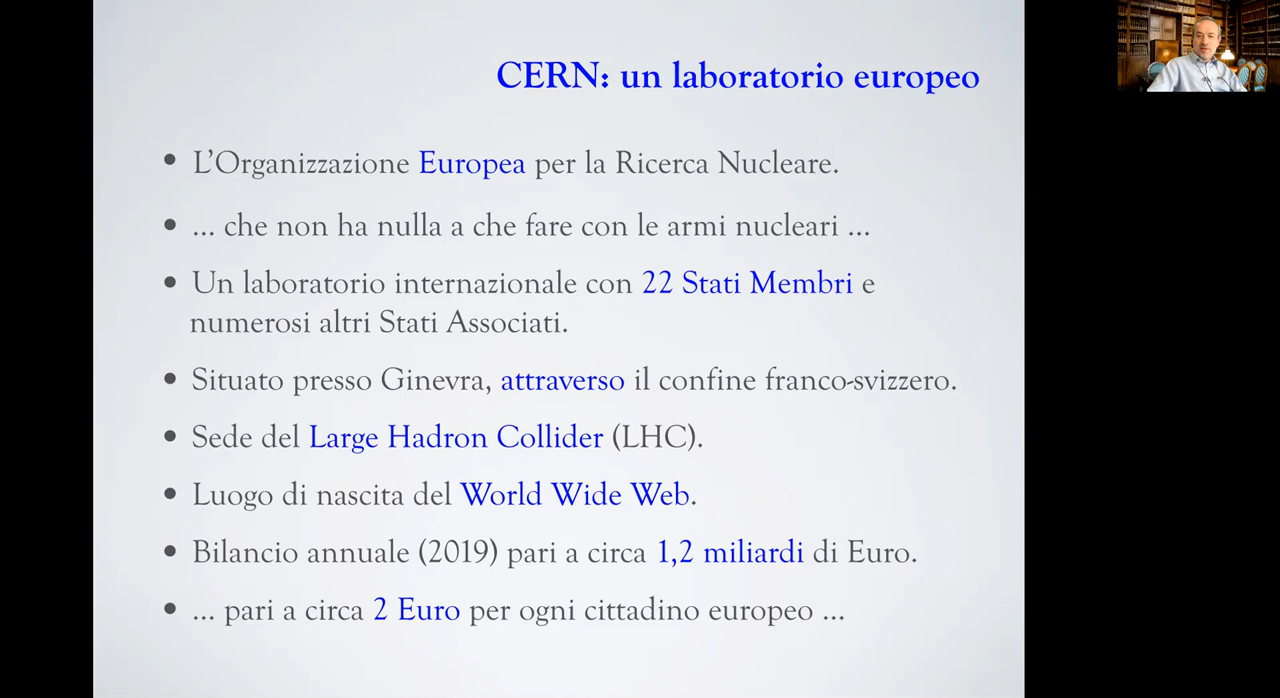 CERN: un laboratorio europeo
• L’Organizzazione Europea per la Ricerca Nucleare.
• ... che non ha nulla a che fare con le armi nucleari ...
• Un laboratorio internazionale con 22 Stati Membri e
numerosi altri Stati Associati.
• Situato presso Ginevra, attraverso il confine franco-svizzero.
• Sede del Large Hadron Collider (LHC).
• Luogo di nascita del World Wide Web.
• Bilancio annuale (2019) pari a circa 1,2 miliardi di Euro.
• ... pari a circa 2 Euro per ogni cittadino europeo ...